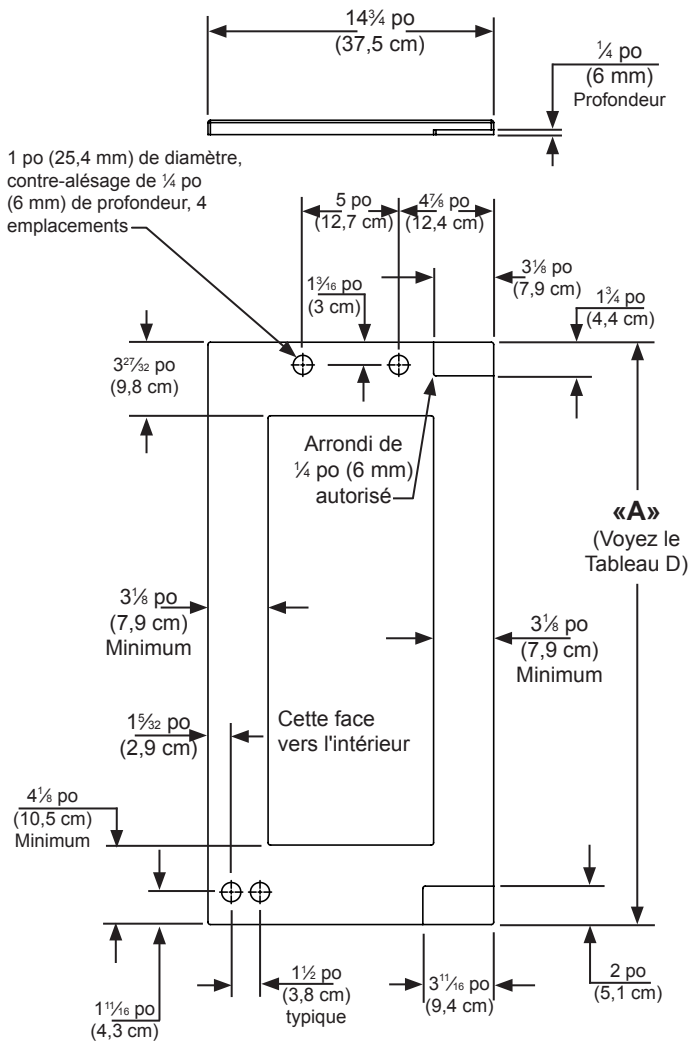 14¾ po
(37,5 cm)
¼ po
(6 mm)
Profondeur
1 po (25,4 mm) de diamètre,
contre-alésage de ¼ po
(6 mm) de profondeur, 4
emplacements
5 po
(12,7 cm)
4⅞ po
(12,4 cm)
1³⁄₁₆ po
(3 cm)
3⅛ po
(7,9 cm)
1¾ po
(4,4 cm)
3²⁷⁄₃₂ po
(9,8 cm)
Arrondi de
¼ po (6 mm)
autorisé
«A»
(Voyez le
Tableau D)
3⅛ po
(7,9 cm)
Minimum
3⅛ po
(7,9 cm)
Minimum
1⁵⁄₃₂ po
(2,9 cm)
Cette face
vers l'intérieur
4⅛ po
(10,5 cm)
Minimum
1¹¹⁄₁₆ po
(4,3 cm)
1½ po
(3,8 cm)
typique
3¹¹⁄₁₆ po
(9,4 cm)
2 po
(5,1 cm)